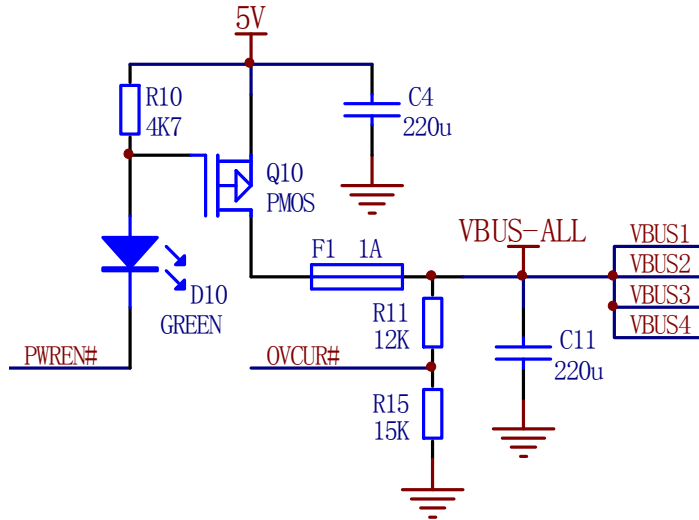 5V
R10
4K7
C4
220u
Q10
PMOS
VBUS-ALL
F1 1A
VBUS1
VBUS2
VBUS3
VBUS4
D10
GREEN
R11
12K
C11
220u
PWREN#
OVCUR#
R15
15K